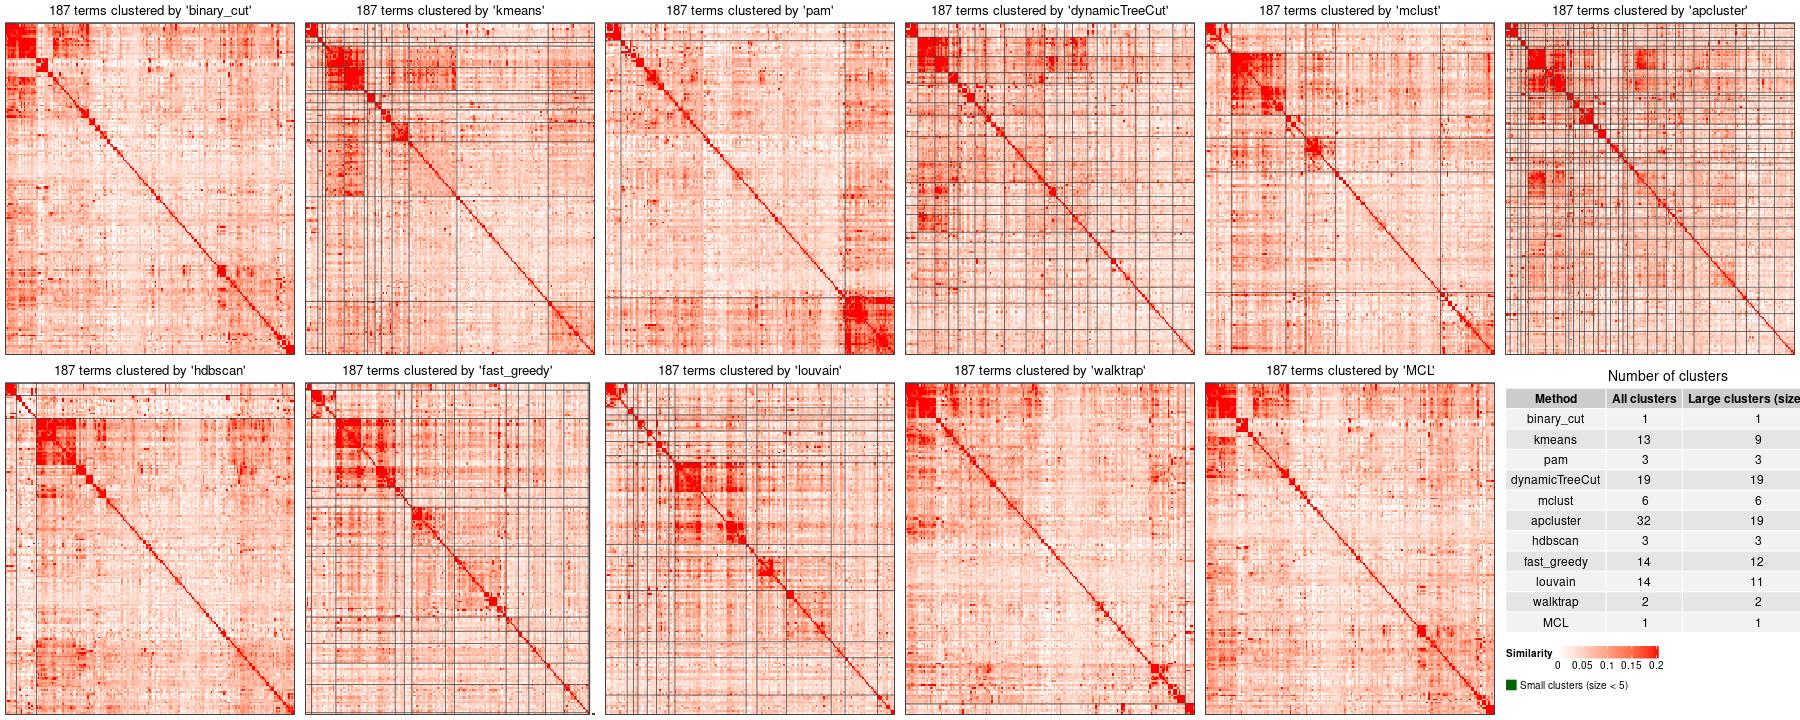 187 terms clustered by 'binary_cut'
187 terms clustered by 'kmeans'
187 terms clustered by 'pam'
187 terms clustered by 'dynamicTreeCut'
187 terms clustered by 'mclust'
187 terms clustered by 'apcluster'
187 terms clustered by 'hdbscan'
187 terms clustered by 'fast_greedy'
187 terms clustered by 'louvain'
187 terms clustered by 'walktrap'
187 terms clustered by 'MCL'
Number of clusters
Method All clusters Large clusters (size
binary_cut 1 1
kmeans 13 9
pam 3 3
dynamicTreeCut 19 19
mclust 6 6
apcluster 32 19
hdbscan 3 3
fast_greedy 14 12
louvain 14 11
walktrap 2 2
MCL 1 1
Similarity
0 0.05 0.1 0.15 0.2
Small clusters (size < 5)